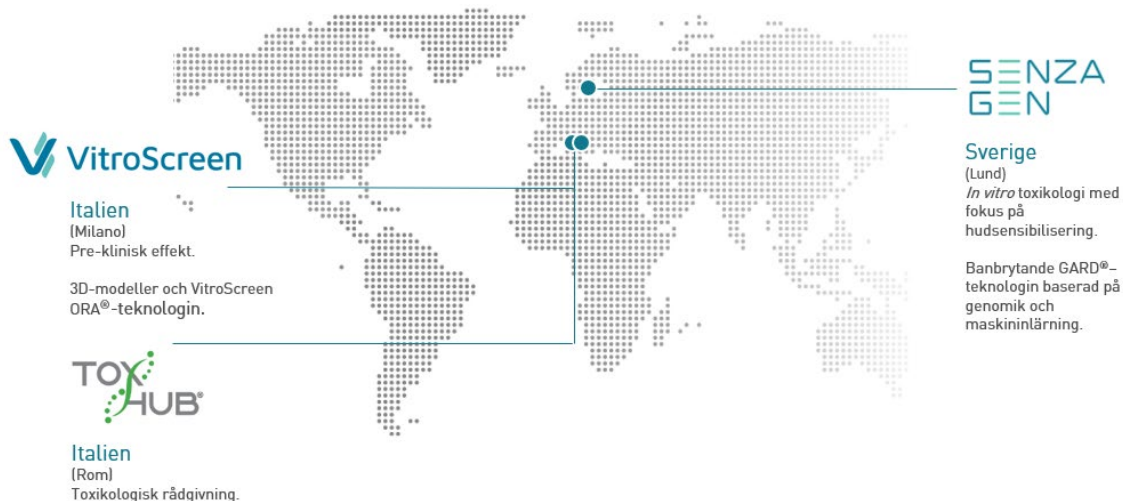 VitroScreen
Italien
(Milano)
Pre-klinisk effekt.
3D-modeller och VitroScreen
ORA®-teknologin.
TOX
HUB®
Italien
(Rom)
Toxikologisk rådgivning.
SENZA
GEN
Sverige
(Lund)
In vitro toxikologi med
fokus på
hudsensibilisering.
Banbrytande GARD®–
teknologin baserad på
genomik och
maskininlärning.